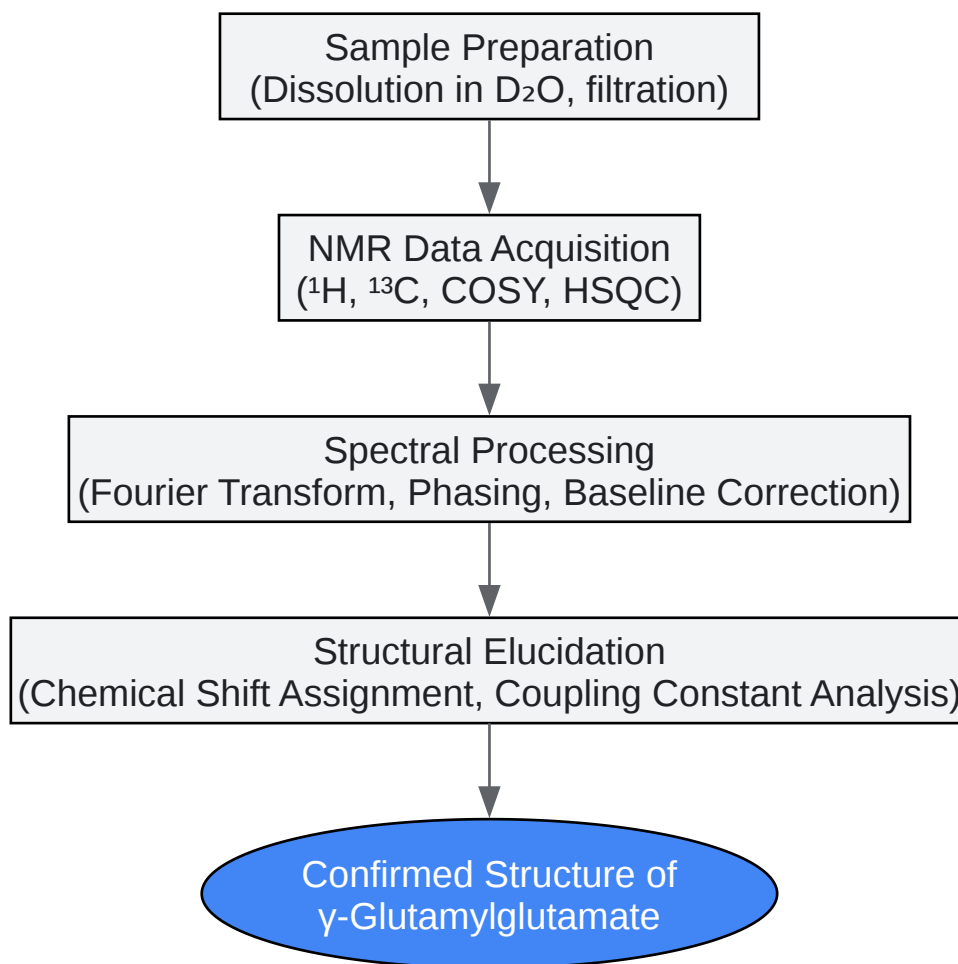 Sample Preparation
(Dissolution in D₂O, filtration)
NMR Data Acquisition
(¹H, ¹³C, COSY, HSQC)
Spectral Processing
(Fourier Transform, Phasing, Baseline Correction)
Structural Elucidation
(Chemical Shift Assignment, Coupling Constant Analysis)
Confirmed Structure of
γ-Glutamylglutamate